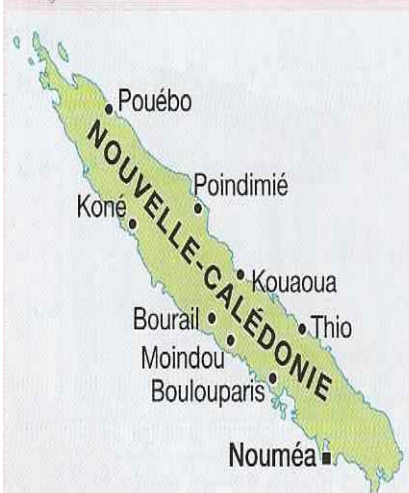 Pouébo
NOUVELLE-CALÉDONIE
Poindimié
Koné
Kouaoua
Bourail
Thio
Moindou
Boulouparis
Nouméa